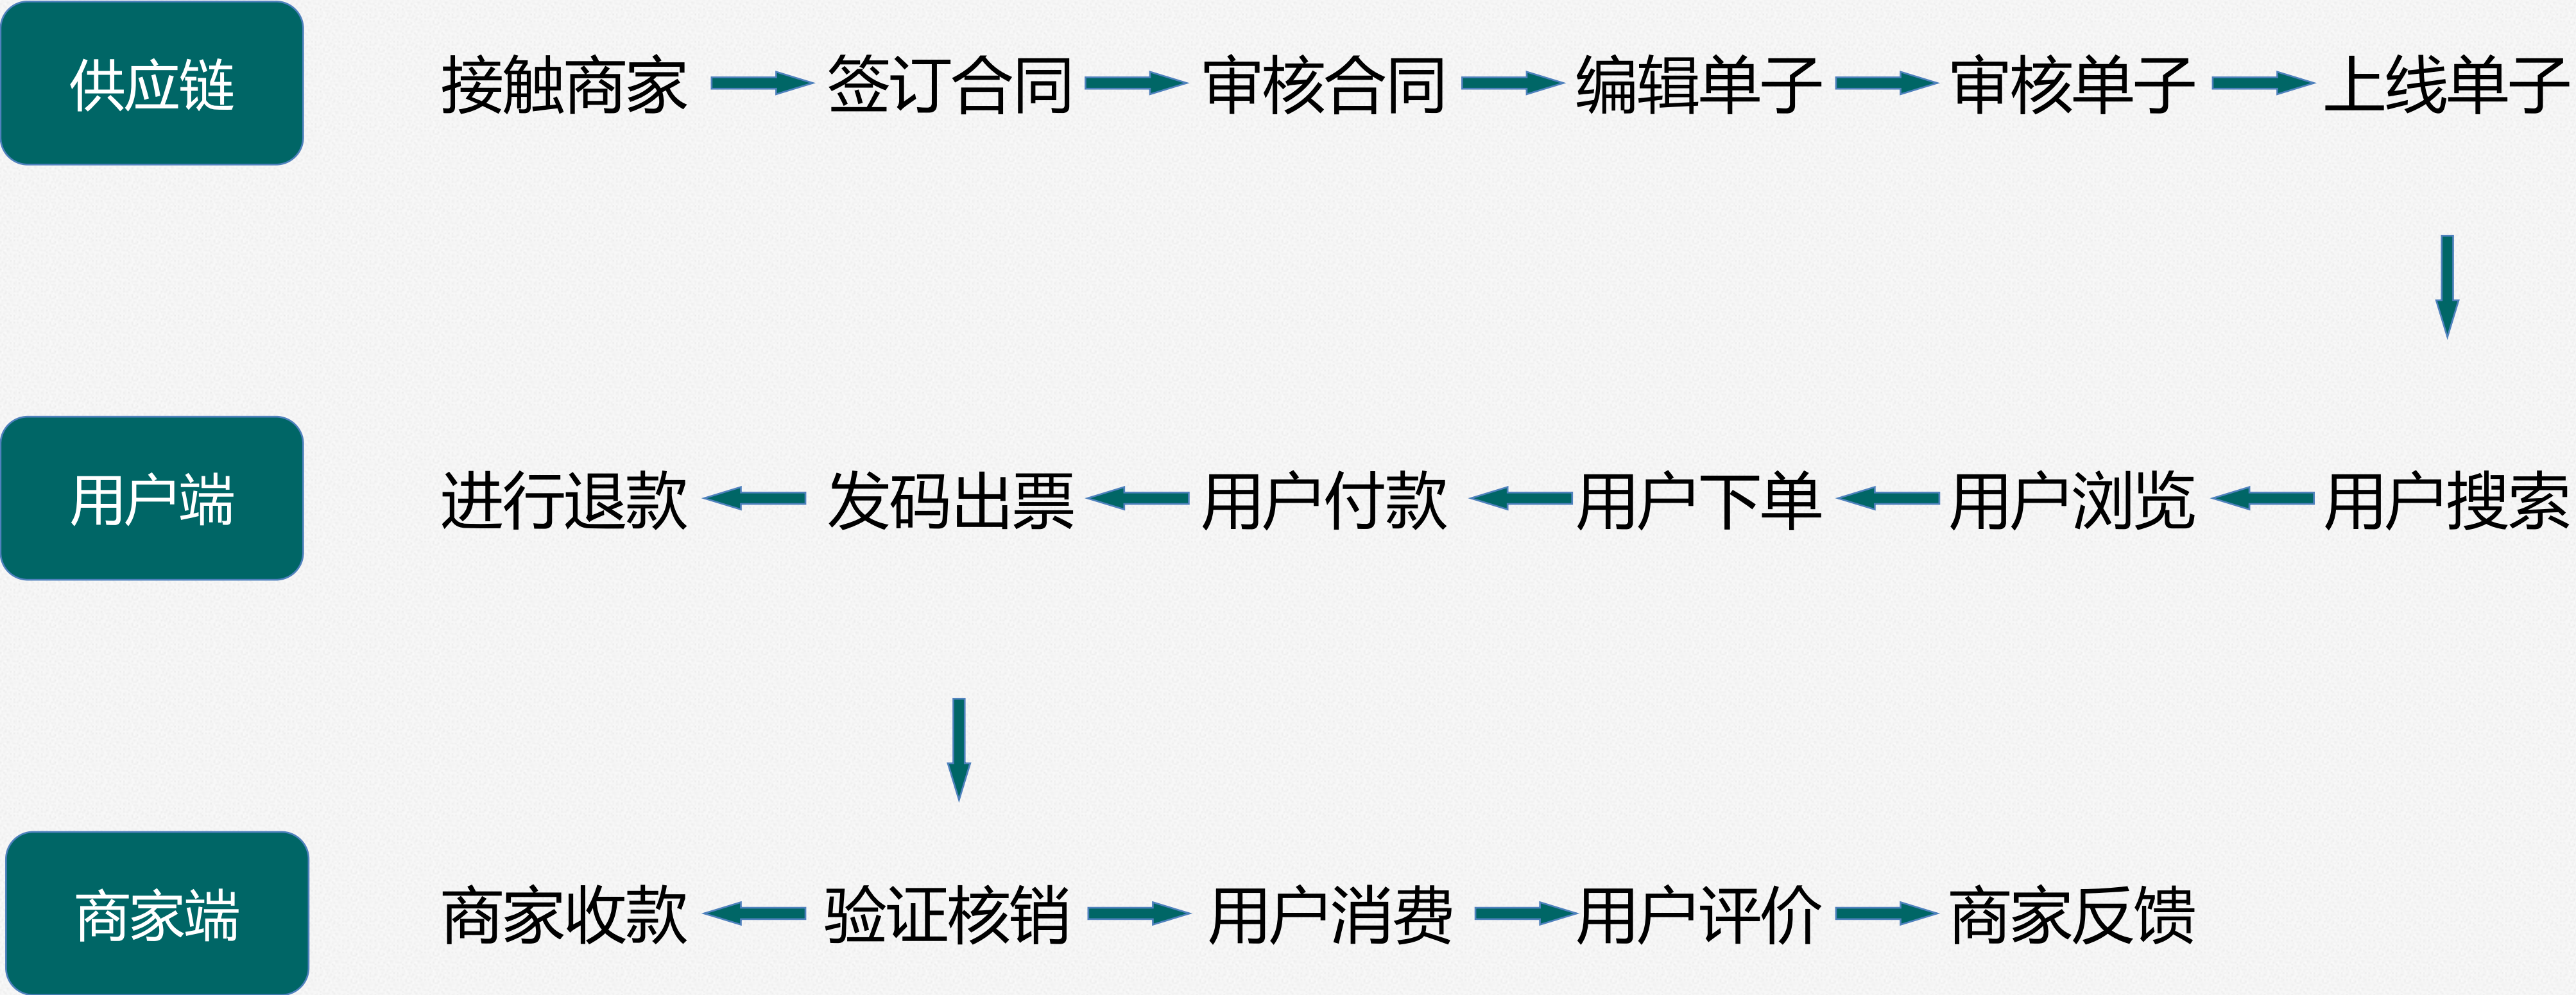 供应链
接触商家 签订合同 审核合同 编辑单子 审核单子 上线单子
用户端
进行退款 发码出票 用户付款 用户下单 用户浏览 用户搜索
商家端
商家收款 验证核销 用户消费 用户评价 商家反馈